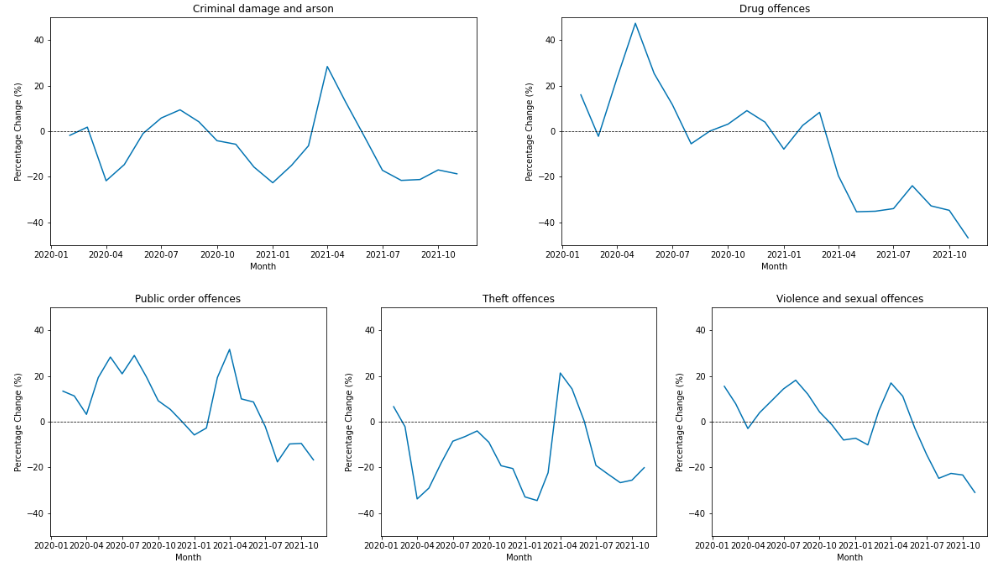 Criminal damage and arson
Percentage Change (%)
40
20
0
−20
−40
2020-01 2020-04 2020-07 2020-10 2021-01 2021-04 2021-07 2021-10
Month
Drug offences
Percentage Change (%)
40
20
0
−20
−40
2020-01 2020-04 2020-07 2020-10 2021-01 2021-04 2021-07 2021-10
Month
Public order offences
Percentage Change (%)
40
20
0
−20
−40
2020-01 2020-04 2020-07 2020-10 2021-01 2021-04 2021-07 2021-10
Month
Theft offences
Percentage Change (%)
40
20
0
−20
−40
2020-01 2020-04 2020-07 2020-10 2021-01 2021-04 2021-07 2021-10
Month
Violence and sexual offences
Percentage Change (%)
40
20
0
−20
−40
2020-01 2020-04 2020-07 2020-10 2021-01 2021-04 2021-07 2021-10
Month